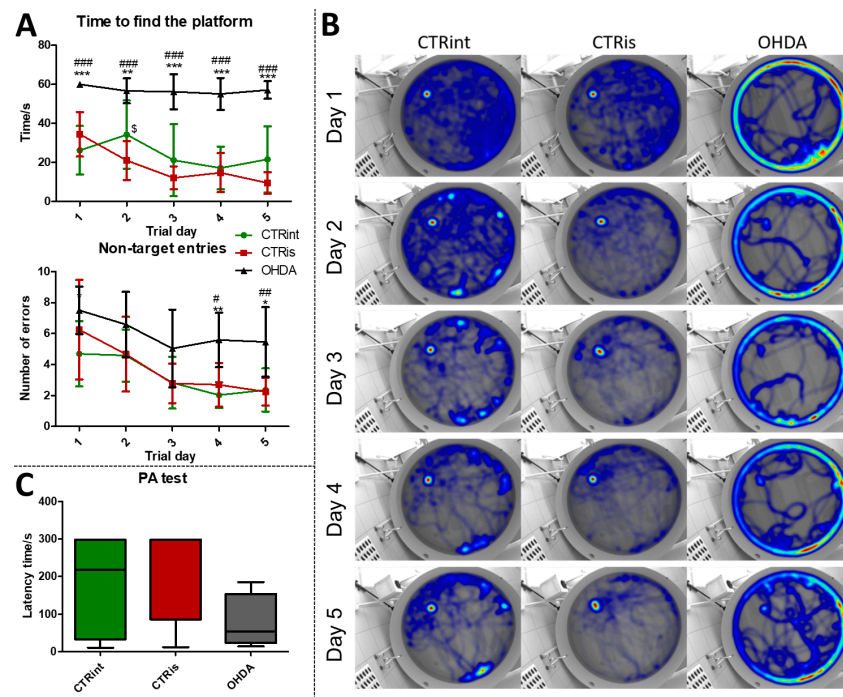 A
Time to find the platform
Time/s
80
60
40
20
0
###
***
###
**
###
***
###
***
###
***
$
1
2
3
4
5
Trial day
CTRint
CTRis
OHDA
Non-target entries
Number of errors
10
8
6
4
2
0
#
**
##
*
1
2
3
4
5
Trial day
B
CTRint
CTRis
OHDA
Day 1
Day 2
Day 3
Day 4
Day 5
C
PA test
Latency time/s
400
300
200
100
0
CTRint
CTRis
OHDA